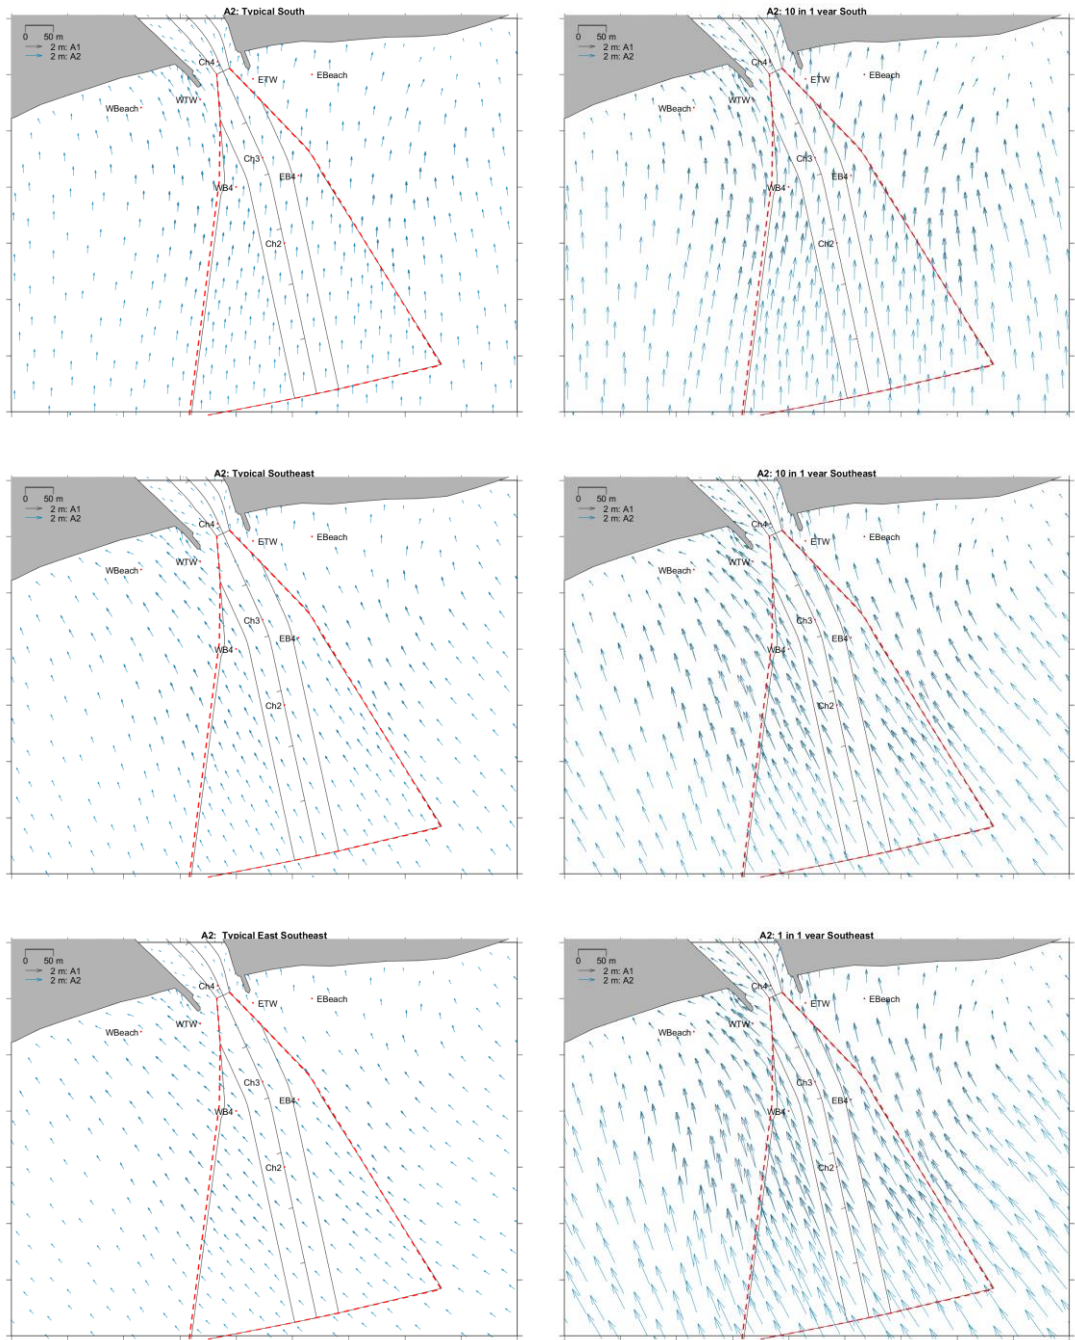 A2: Typical South
0 50 m
2 m: A1
2 m: A2
Ch4
ETW
EBeach
WTW
WBeach
Ch3
EB4
WB4
Ch2
A2: 10 in 1 year South
0 50 m
2 m: A1
2 m: A2
Ch4
ETW
EBeach
WTW
WBeach
Ch3
EB4
WB4
Ch2
A2: Typical Southeast
0 50 m
2 m: A1
2 m: A2
Ch4
ETW
EBeach
WTW
WBeach
Ch3
EB4
WB4
Ch2
A2: 10 in 1 year Southeast
0 50 m
2 m: A1
2 m: A2
Ch4
ETW
EBeach
WTW
WBeach
Ch3
EB4
WB4
Ch2
A2: Typical East Southeast
0 50 m
2 m: A1
2 m: A2
Ch4
ETW
EBeach
WTW
WBeach
Ch3
EB4
WB4
Ch2
A2: 1 in 1 year Southeast
0 50 m
2 m: A1
2 m: A2
Ch4
ETW
EBeach
WTW
WBeach
Ch3
EB4
WB4
Ch2